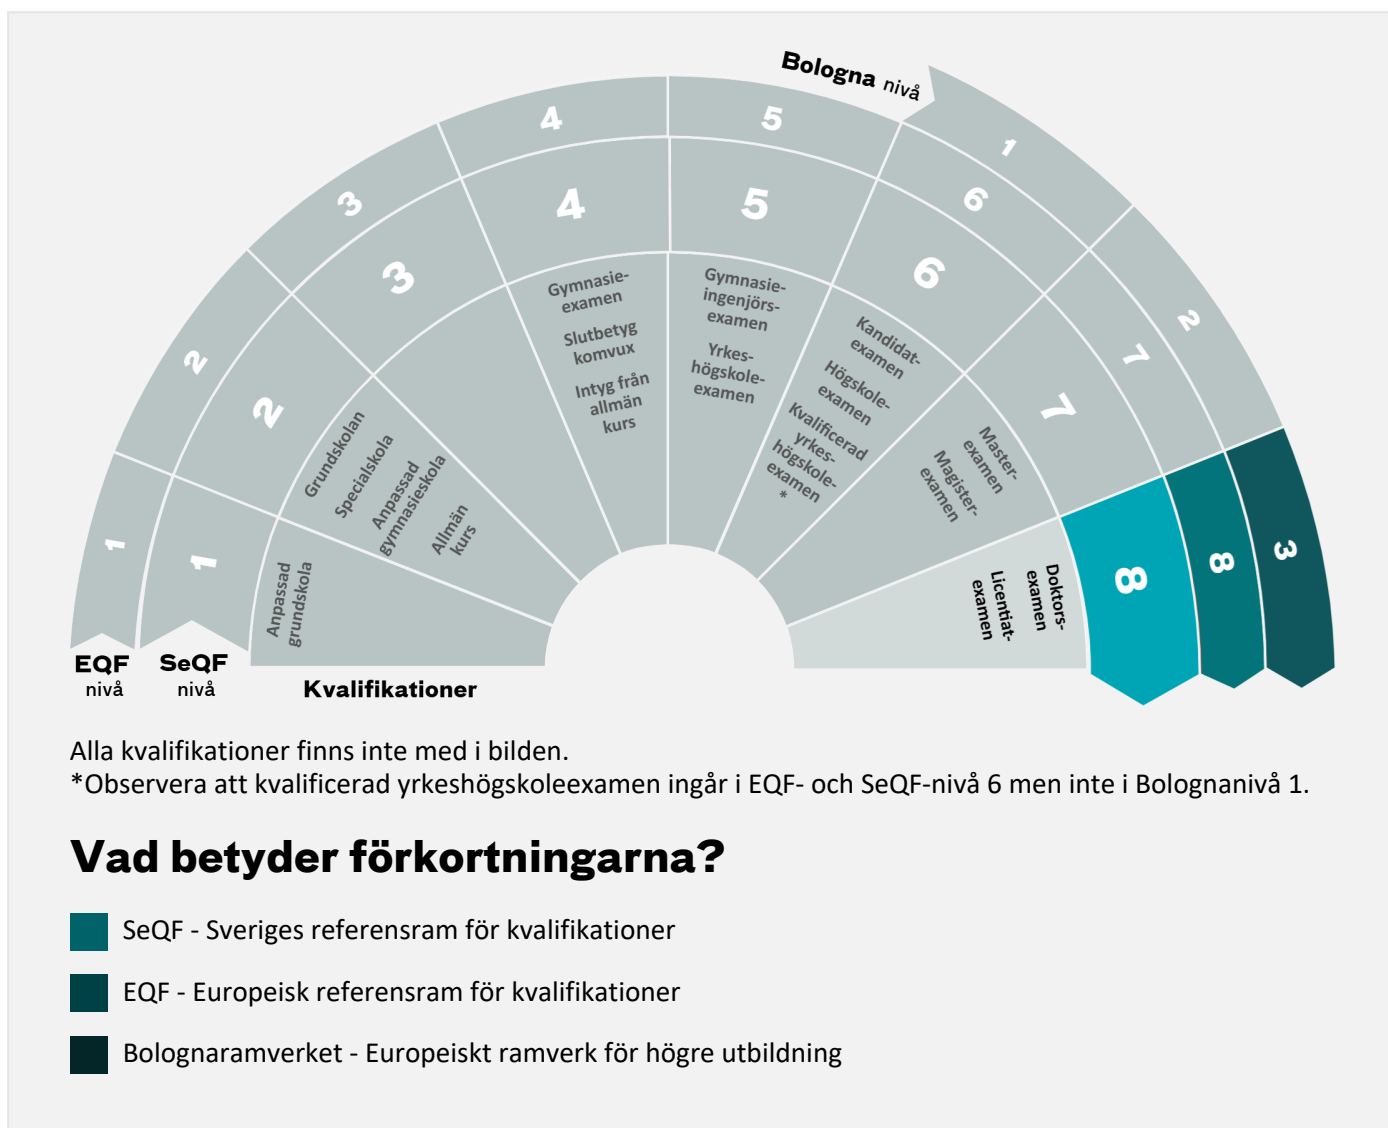 Bologna nivå
1
2
3
1
2
3
4
5
6
7
8
1
2
3
4
5
6
7
8
Anpassad
grundskola
Grundskolan
Specialskola
Anpassad
gymnasieskola
Allmän
kurs
Gymnasie-
examen
Slutbetyg
komvux
Intyg från
allmän
kurs
Gymnasie-
ingenjörs-
examen
Yrkes-
högskole-
examen
Kandidat-
examen
Högskole-
examen
Kvalificerad
yrkes-
högskole-
examen
*
Master-
examen
Magister-
examen
Doktors-
examen
Licentiat-
examen
EQF
nivå
SeQF
nivå
Kvalifikationer
Alla kvalifikationer finns inte med i bilden.
*Observera att kvalificerad yrkeshögskoleexamen ingår i EQF- och SeQF-nivå 6 men inte i Bolognanivå 1.
Vad betyder förkortningarna?
SeQF - Sveriges referensram för kvalifikationer
EQF - Europeisk referensram för kvalifikationer
Bolognaramverket - Europeiskt ramverk för högre utbildning